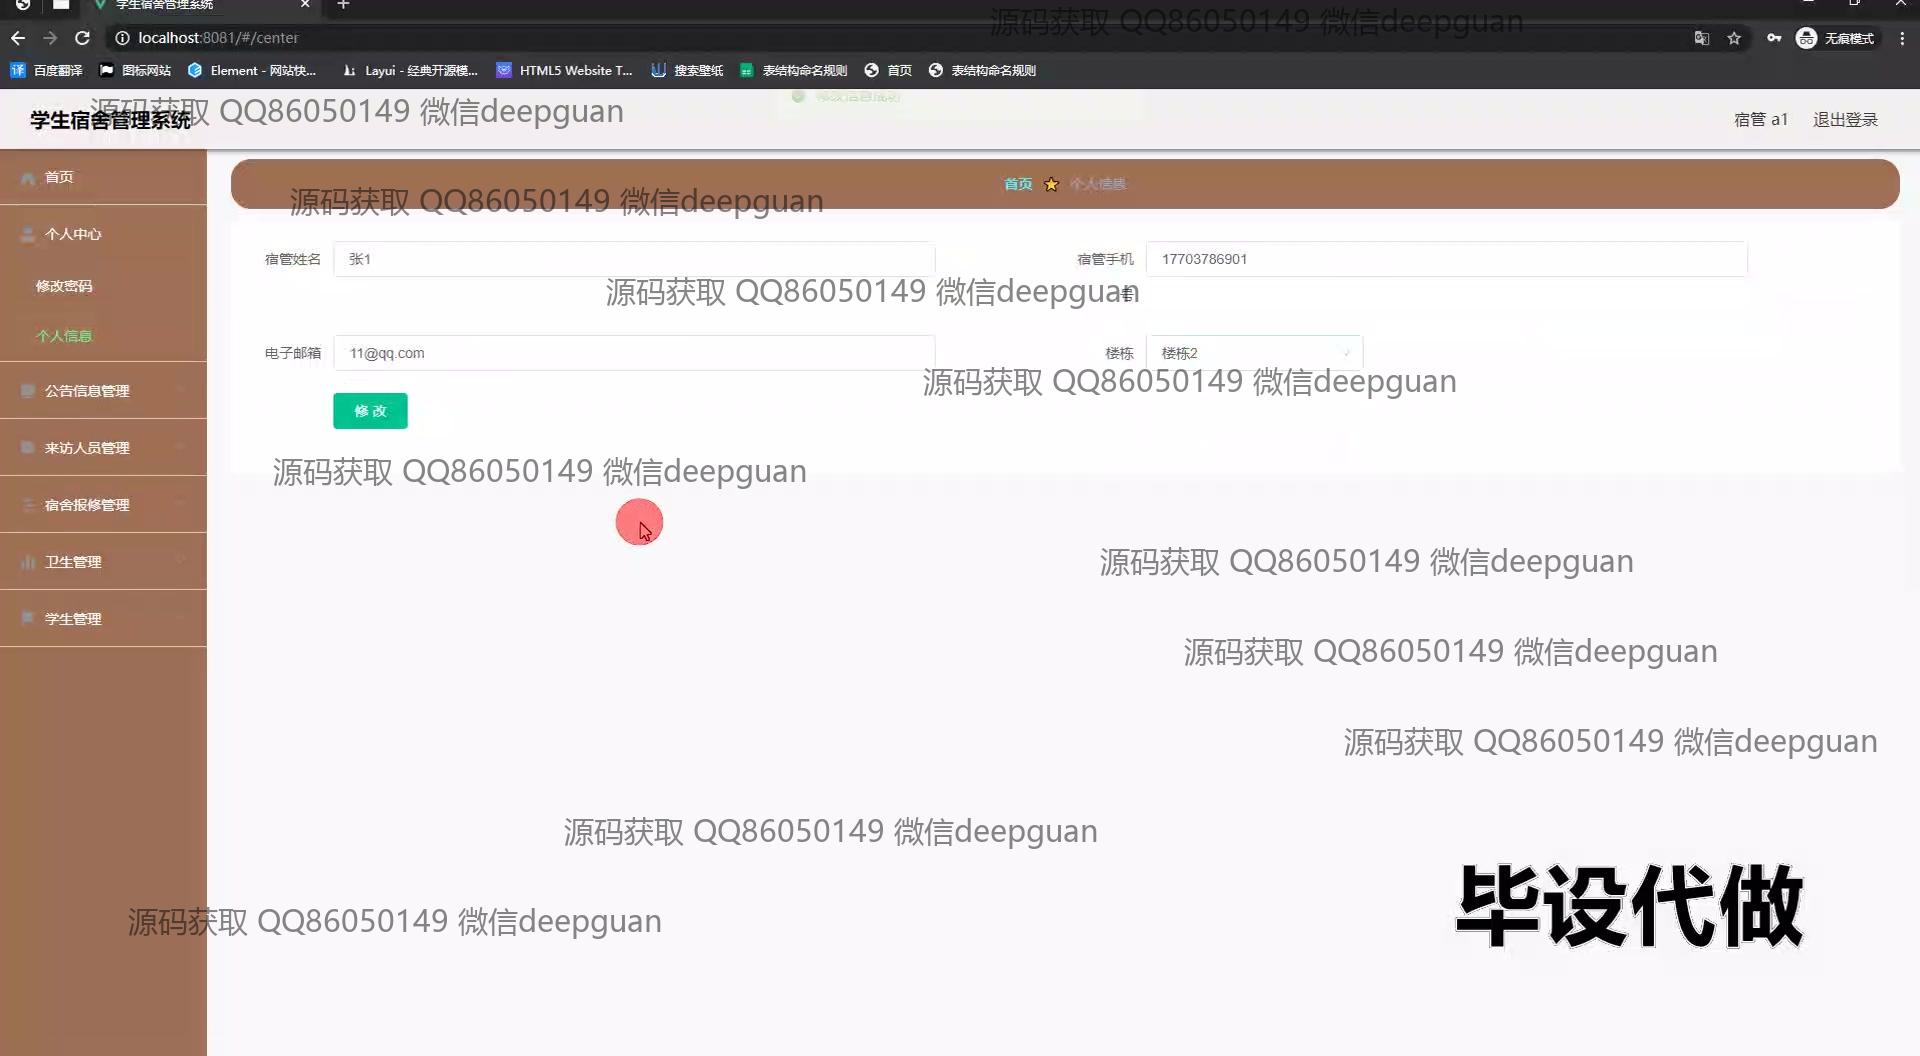 学生宿舍管理系统
源码获取 QQ86050149 微信deepguan
localhost:8081/#/center
无痕模式
百度翻译
图标网站
Element - 网站快...
Layui - 经典开源模...
HTML5 Website T...
搜索壁纸
表结构命名规则
首页
表结构命名规则
源码获取 QQ86050149 微信deepguan
修改信息成功
学生宿舍管理系统
宿管 a1
退出登录
首页
首页
个人信息
源码获取 QQ86050149 微信deepguan
个人中心
宿管姓名
张1
宿管手机号
17703786901
修改密码
源码获取 QQ86050149 微信deepguan
个人信息
电子邮箱
11@qq.com
楼栋
楼栋2
源码获取 QQ86050149 微信deepguan
公告信息管理
修改
来访人员管理
源码获取 QQ86050149 微信deepguan
宿舍报修管理
卫生管理
源码获取 QQ86050149 微信deepguan
学生管理
源码获取 QQ86050149 微信deepguan
源码获取 QQ86050149 微信deepguan
源码获取 QQ86050149 微信deepguan
毕设代做
源码获取 QQ86050149 微信deepguan